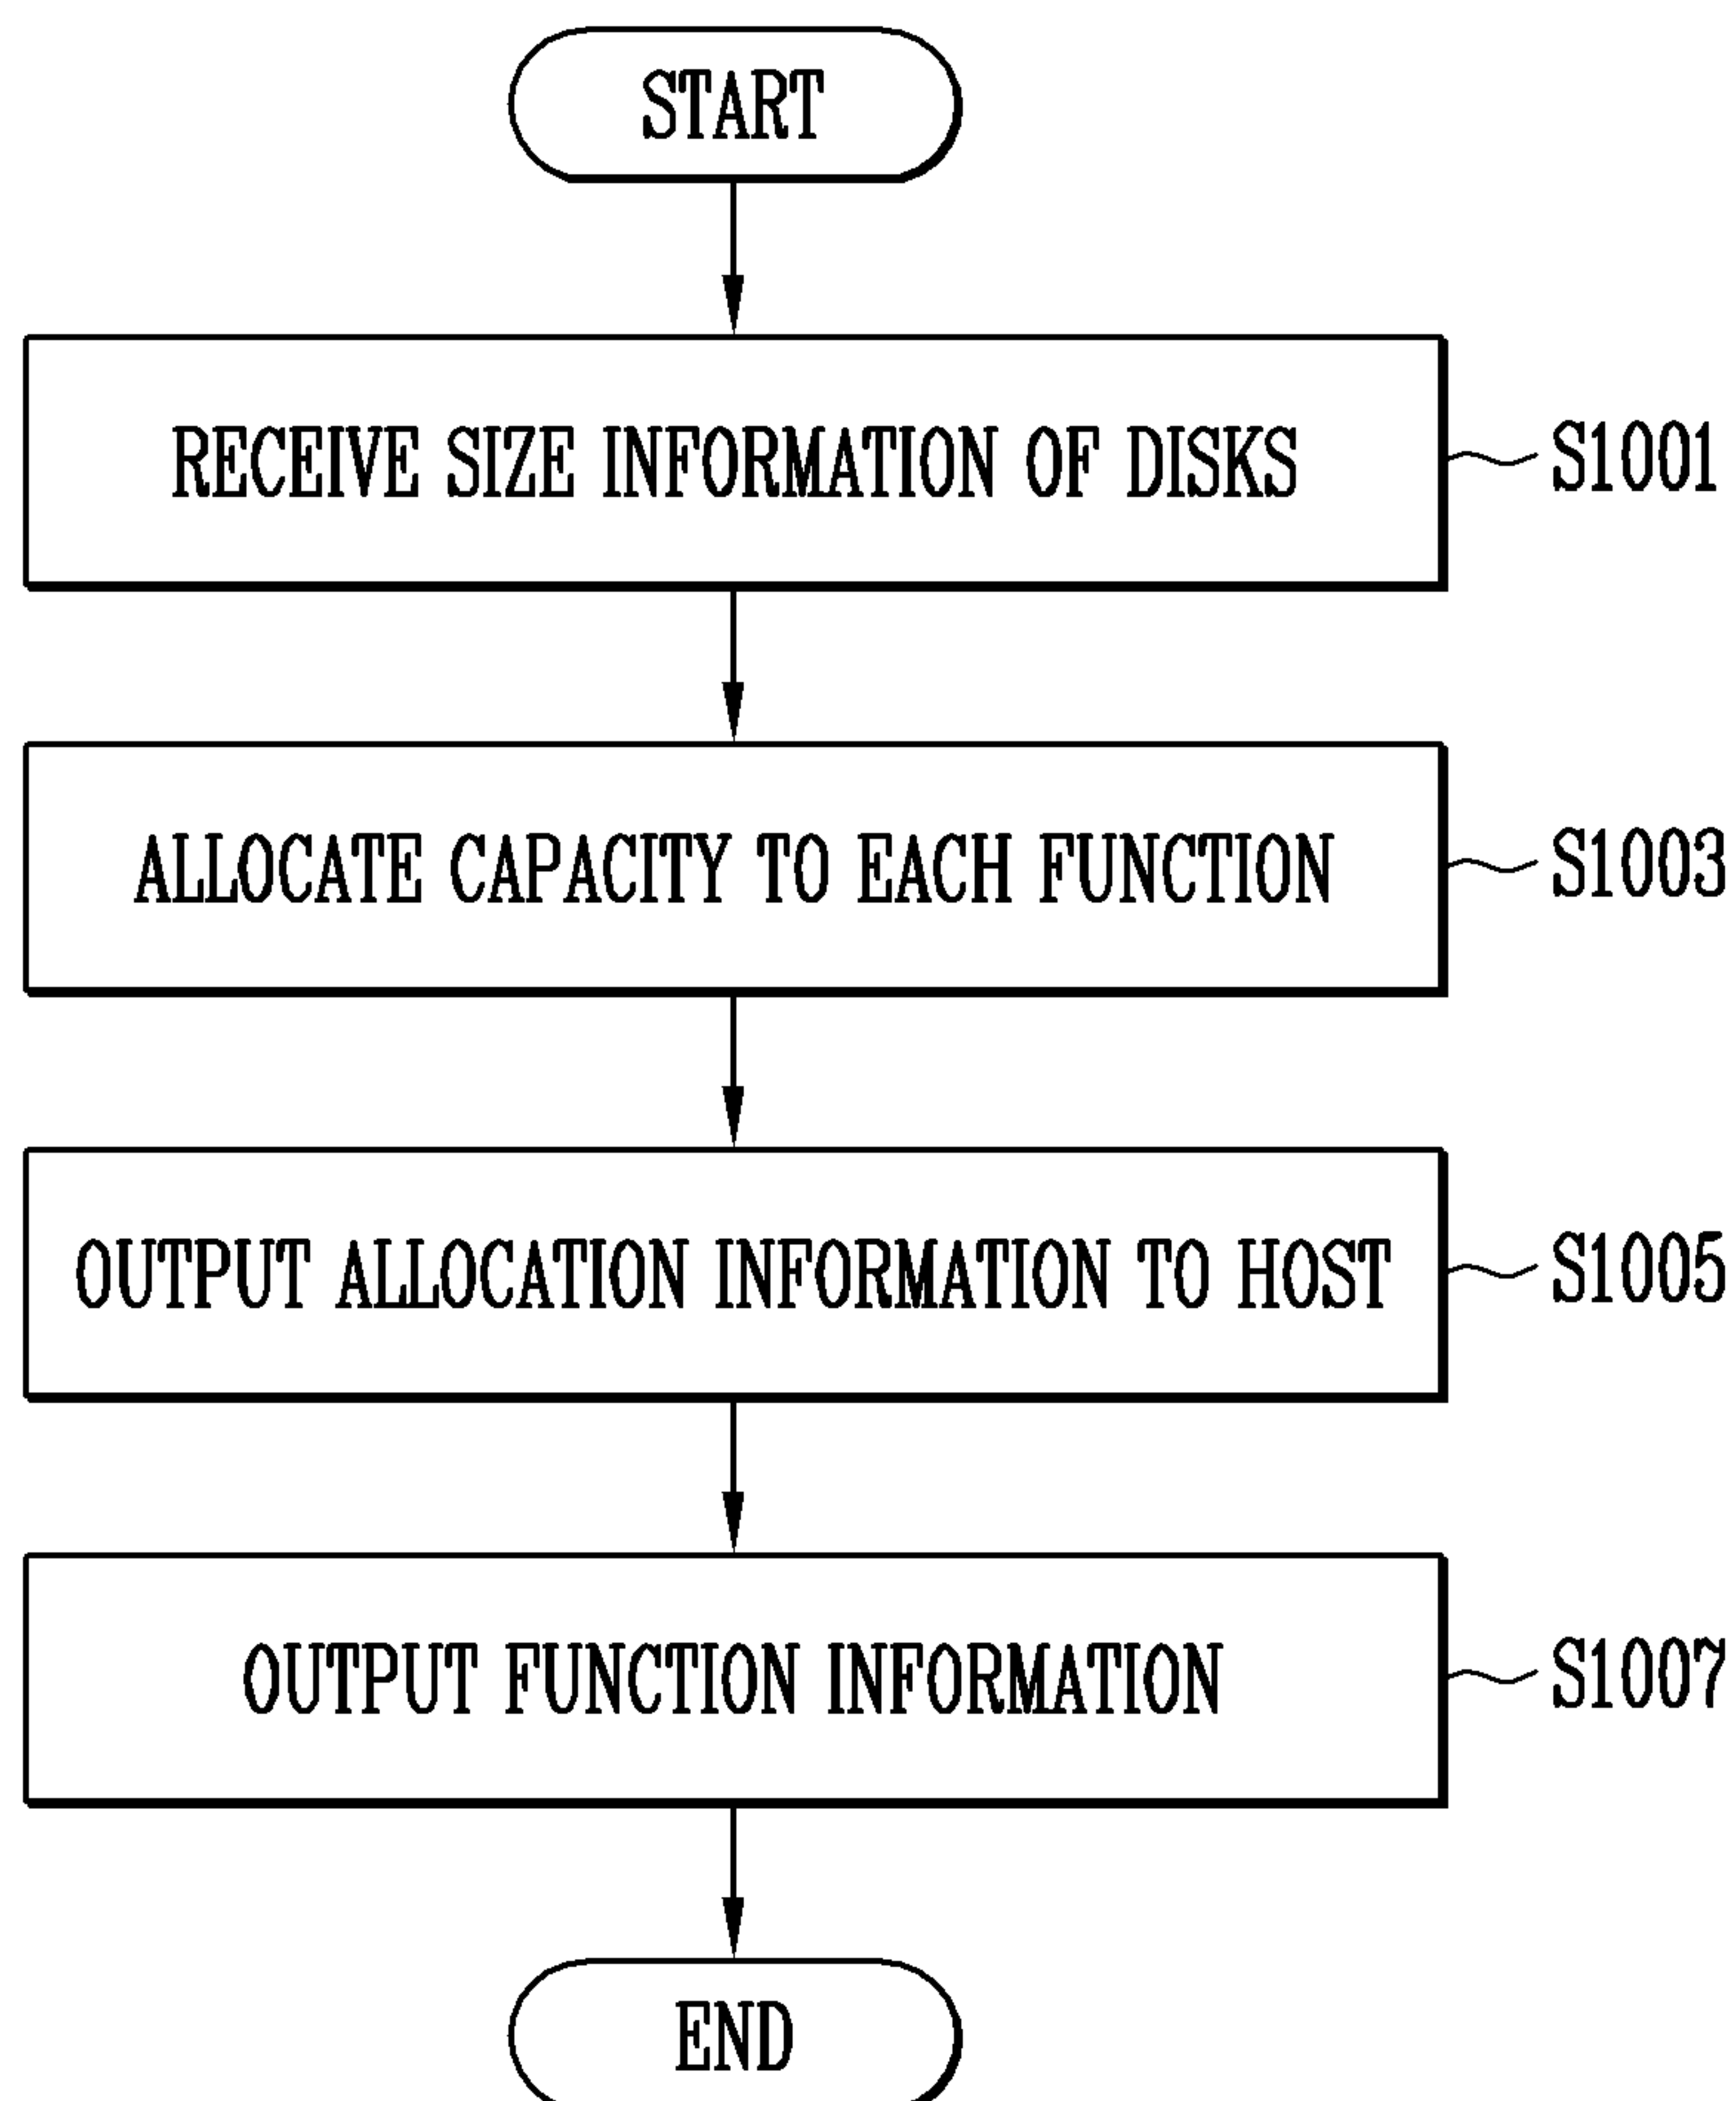 START
RECEIVE SIZE INFORMATION OF DISKS
S1001
ALLOCATE CAPACITY TO EACH FUNCTION
S1003
OUTPUT ALLOCATION INFORMATION TO HOST
S1005
OUTPUT FUNCTION INFORMATION
S1007
END